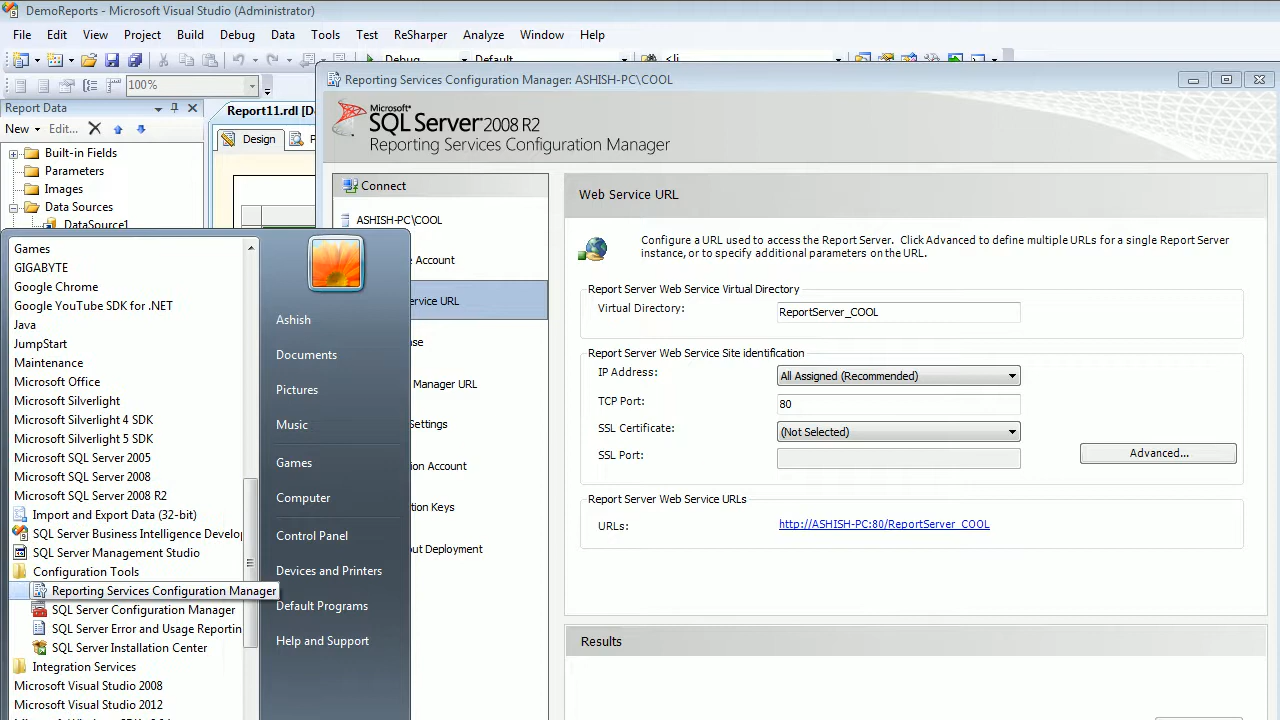 DemoReports - Microsoft Visual Studio (Administrator)
File Edit View Project Build Debug Data Tools Test ReSharper Analyze Window Help
Debug Default <li
100%
Report Data
New Edit...
Built-in Fields
Parameters
Images
Data Sources
DataSource1
Report11.rdl [D
Design
P
Reporting Services Configuration Manager: ASHISH-PC\COOL
Microsoft
SQL Server 2008 R2
Reporting Services Configuration Manager
Connect
ASHISH-PC\COOL
Account
ervice URL
se
Manager URL
Settings
ion Account
ion Keys
out Deployment
Web Service URL
Configure a URL used to access the Report Server. Click Advanced to define multiple URLs for a single Report Server
instance, or to specify additional parameters on the URL.
Report Server Web Service Virtual Directory
Virtual Directory: ReportServer_COOL
Report Server Web Service Site identification
IP Address: All Assigned (Recommended)
TCP Port: 80
SSL Certificate: (Not Selected)
SSL Port:
Advanced...
Report Server Web Service URLs
URLs: http://ASHISH-PC:80/ReportServer_COOL
Results
Games
GIGABYTE
Google Chrome
Google YouTube SDK for .NET
Java
JumpStart
Maintenance
Microsoft Office
Microsoft Silverlight
Microsoft Silverlight 4 SDK
Microsoft Silverlight 5 SDK
Microsoft SQL Server 2005
Microsoft SQL Server 2008
Microsoft SQL Server 2008 R2
Import and Export Data (32-bit)
SQL Server Business Intelligence Develop
SQL Server Management Studio
Configuration Tools
Reporting Services Configuration Manager
SQL Server Configuration Manager
SQL Server Error and Usage Reportin
SQL Server Installation Center
Integration Services
Microsoft Visual Studio 2008
Microsoft Visual Studio 2012
Ashish
Documents
Pictures
Music
Games
Computer
Control Panel
Devices and Printers
Default Programs
Help and Support